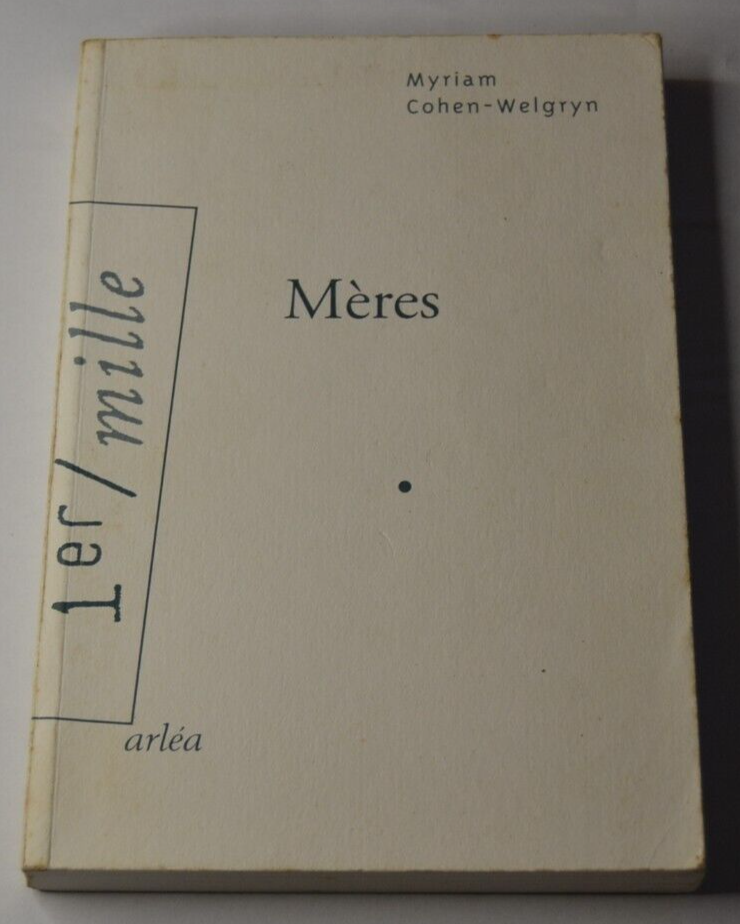 Myriam
Cohen-Welgryn
Mères
1er/mille
arléa